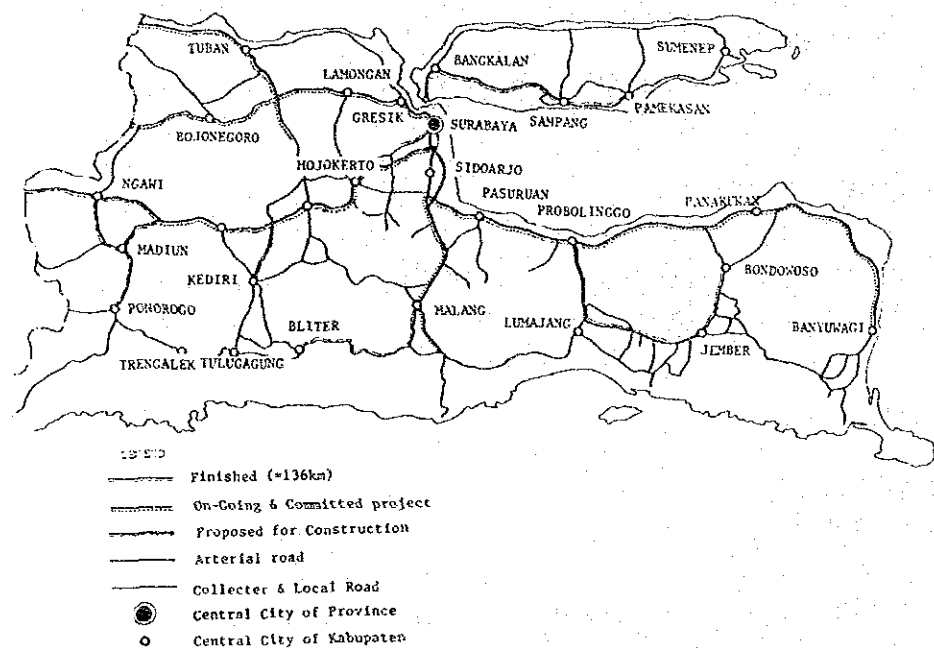 TUBAN
LAMONGAN
BANGKALAN
SUMENEP
GRESIK
SURABAYA
SAMPANG
PAMEKASAN
BOJONEGORO
MOJOKERTO
SIDOARJO
NGAWI
PASURUAN
PROBOLINGGO
PANARUKAN
MADIUN
KEDIRI
BONDOWOSO
PONOROGO
BLITER
MALANG
LUMAJANG
BANYUWAGI
TRENGALEK
TULUGAGUNG
JEMBER
Finished (=136km)
On-Going & Committed project
Proposed for Construction
Arterial road
Collecter & Local Road
Central City of Province
Central City of Kabupaten